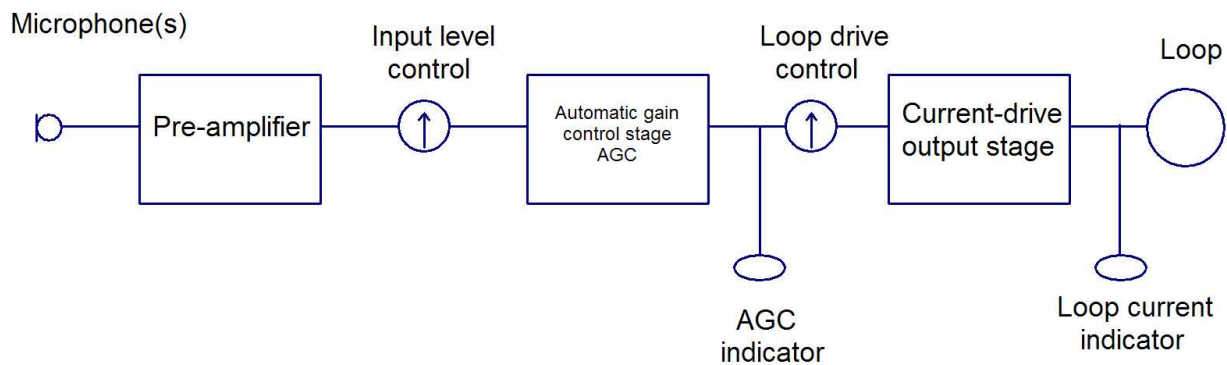 Microphone(s)
Input level
control
Loop drive
control
Loop
Pre-amplifier
Automatic gain
control stage
AGC
Current-drive
output stage
AGC
indicator
Loop current
indicator